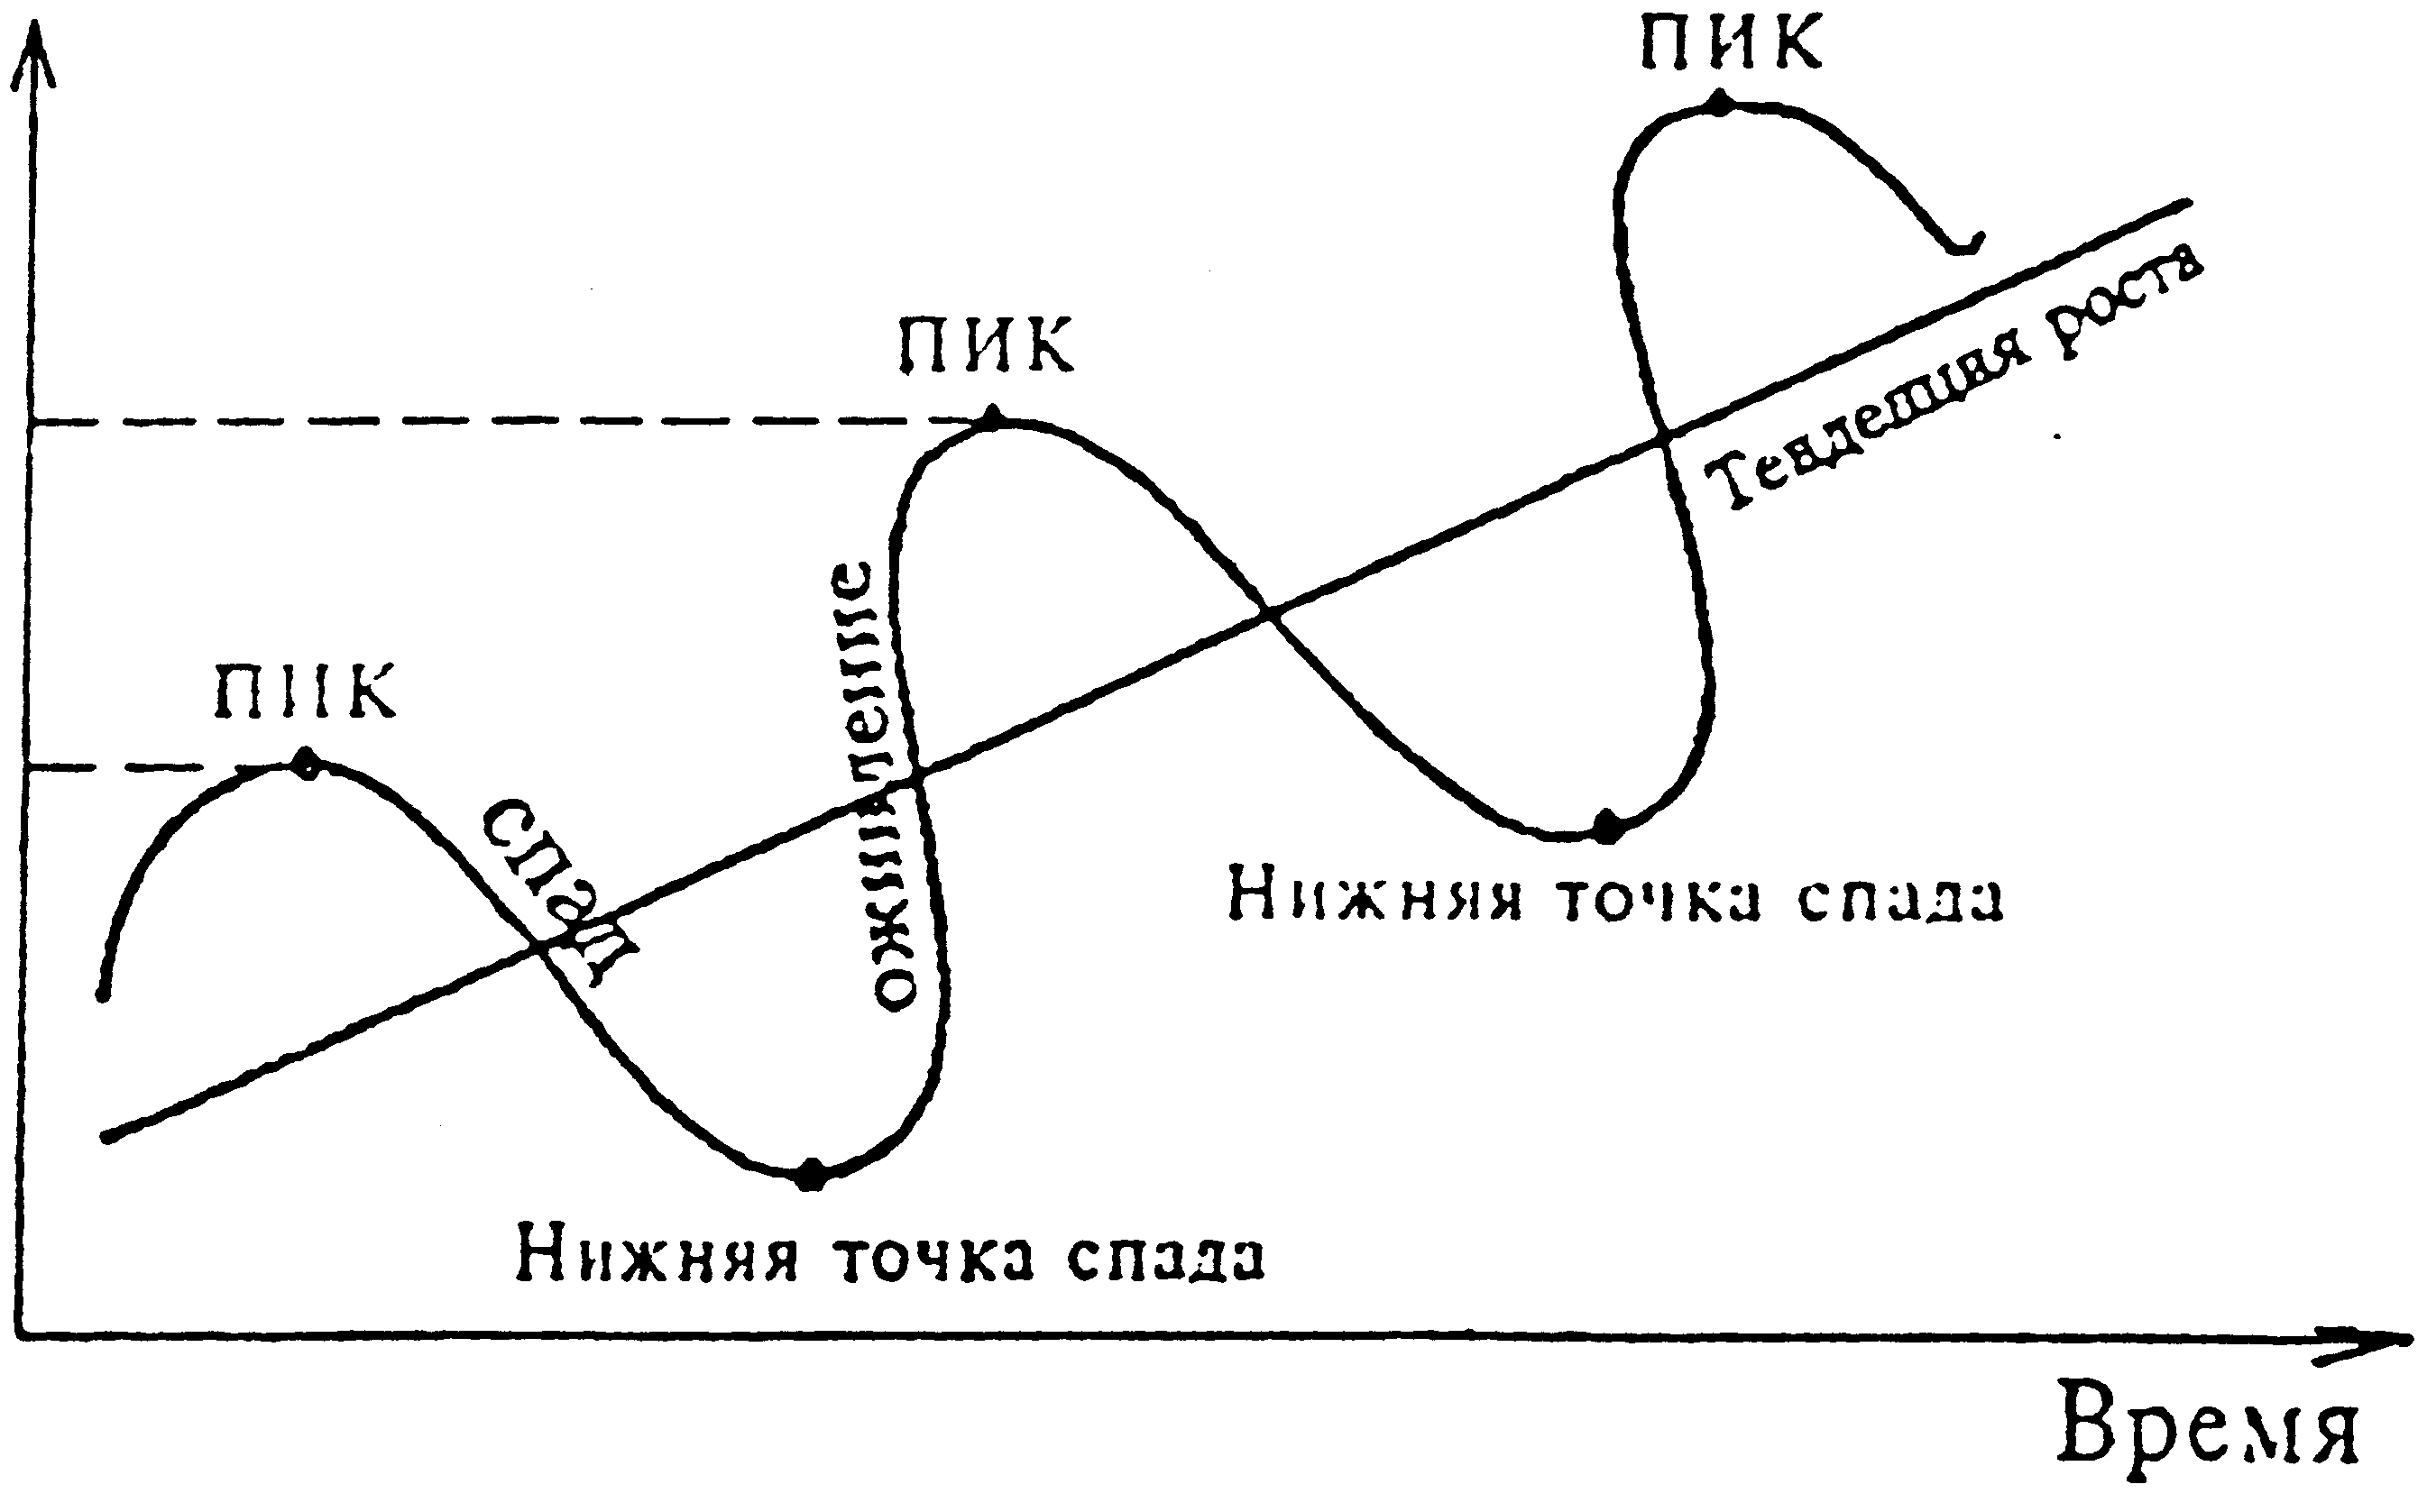 ПИК
ПИК
Тенденция роста
ПИК
спад
оживление
Нижняя точка спада
Нижняя точка спада
Время